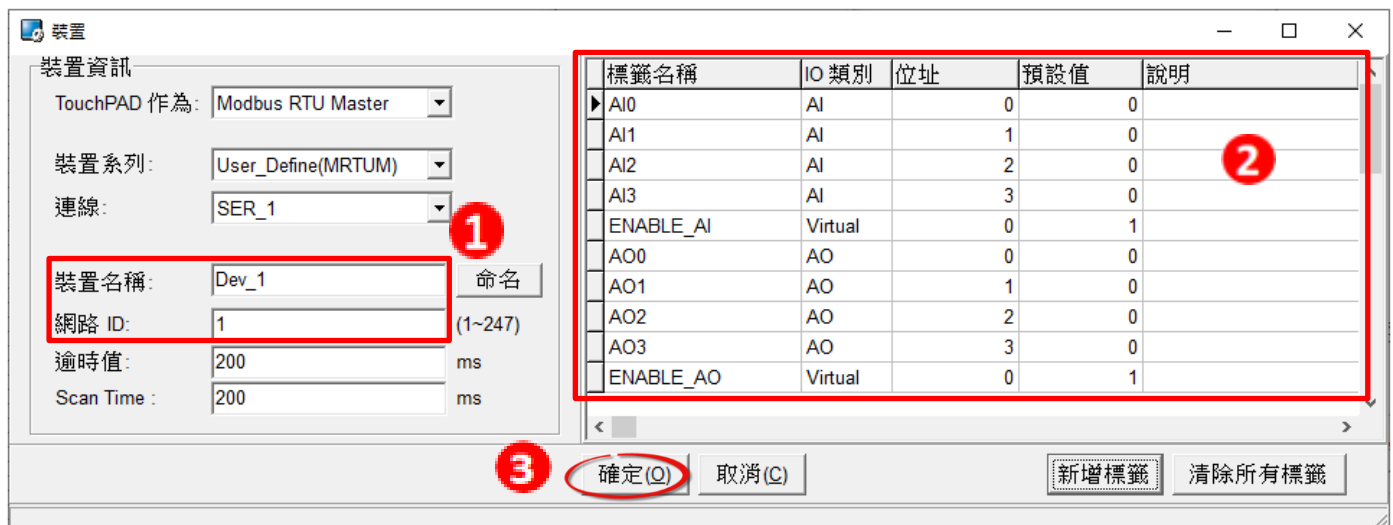 裝置
裝置資訊
TouchPAD 作為: Modbus RTU Master
裝置系列: User_Define(MRTUM)
連線: SER_1
1
裝置名稱: Dev_1 命名
網路 ID: 1 (1~247)
逾時值: 200 ms
Scan Time : 200 ms
標籤名稱 IO 類別 位址 預設值 說明
AI0 AI 0 0
AI1 AI 1 0
AI2 AI 2 0
AI3 AI 3 0
ENABLE_AI Virtual 0 1
AO0 AO 0 0
AO1 AO 1 0
AO2 AO 2 0
AO3 AO 3 0
ENABLE_AO Virtual 0 1
2
3 確定(O) 取消(C) 新增標籤 清除所有標籤